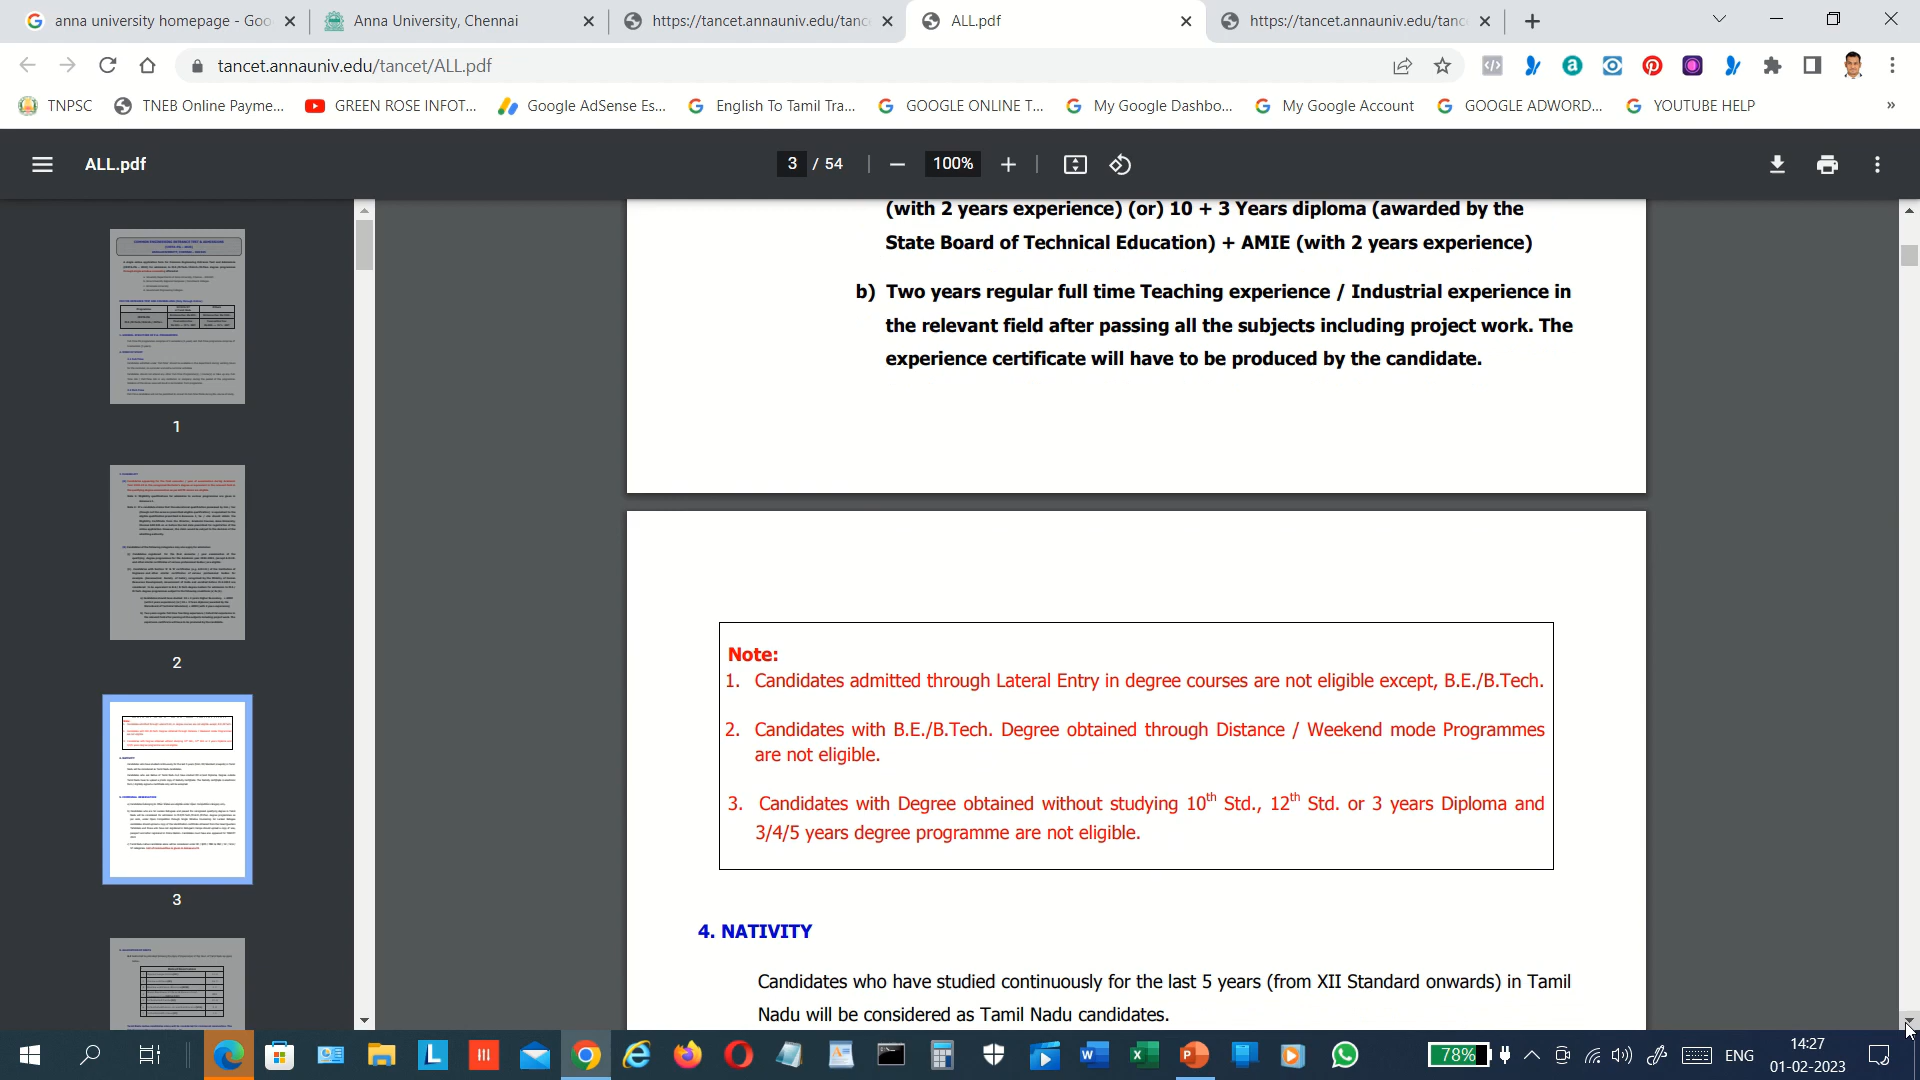 anna university homepage - Goo
Anna University, Chennai
https://tancet.annauniv.edu/tance
ALL.pdf
https://tancet.annauniv.edu/tanc
tancet.annauniv.edu/tancet/ALL.pdf
TNPSC
TNEB Online Payme...
GREEN ROSE INFOT...
Google AdSense Es...
English To Tamil Tra...
GOOGLE ONLINE T...
My Google Dashbo...
My Google Account
GOOGLE ADWORD...
YOUTUBE HELP
»
ALL.pdf
3 / 54
100%
1
2
3
(with 2 years experience) (or) 10 + 3 Years diploma (awarded by the
State Board of Technical Education) + AMIE (with 2 years experience)
b) Two years regular full time Teaching experience / Industrial experience in
the relevant field after passing all the subjects including project work. The
experience certificate will have to be produced by the candidate.
Note:
1. Candidates admitted through Lateral Entry in degree courses are not eligible except, B.E./B.Tech.
2. Candidates with B.E./B.Tech. Degree obtained through Distance / Weekend mode Programmes
are not eligible.
3. Candidates with Degree obtained without studying 10th Std., 12th Std. or 3 years Diploma and
3/4/5 years degree programme are not eligible.
4. NATIVITY
Candidates who have studied continuously for the last 5 years (from XII Standard onwards) in Tamil
Nadu will be considered as Tamil Nadu candidates.
78%
ENG
14:27
01-02-2023